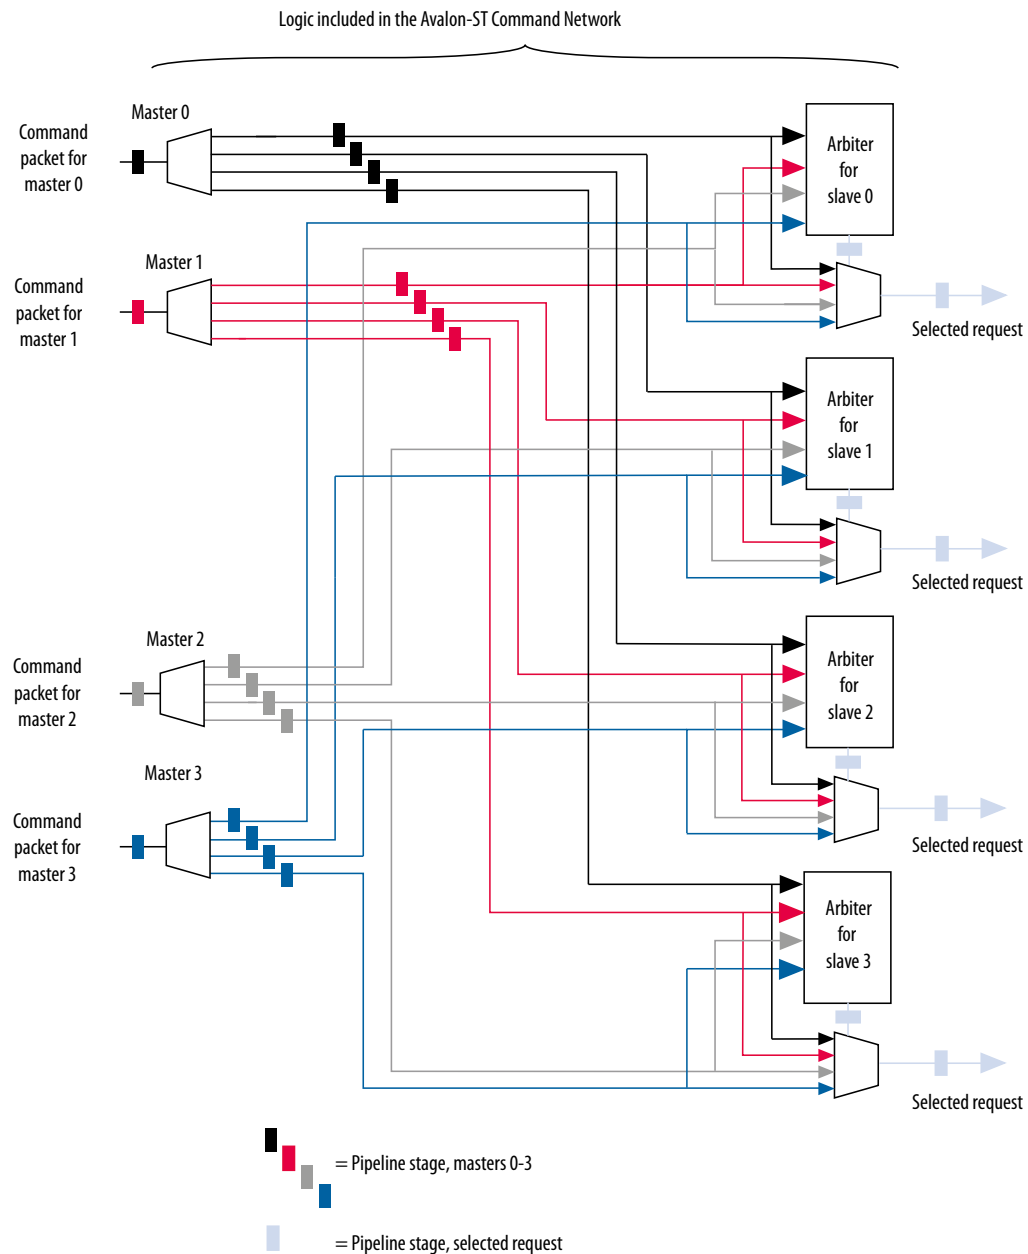 Logic included in the Avalon-ST Command Network
Master 0
Command
packet for
master 0
Arbiter
for
slave 0
Master 1
Command
packet for
master 1
Selected request
Arbiter
for
slave 1
Selected request
Master 2
Command
packet for
master 2
Arbiter
for
slave 2
Master 3
Command
packet for
master 3
Selected request
Arbiter
for
slave 3
Selected request
= Pipeline stage, masters 0-3
= Pipeline stage, selected request